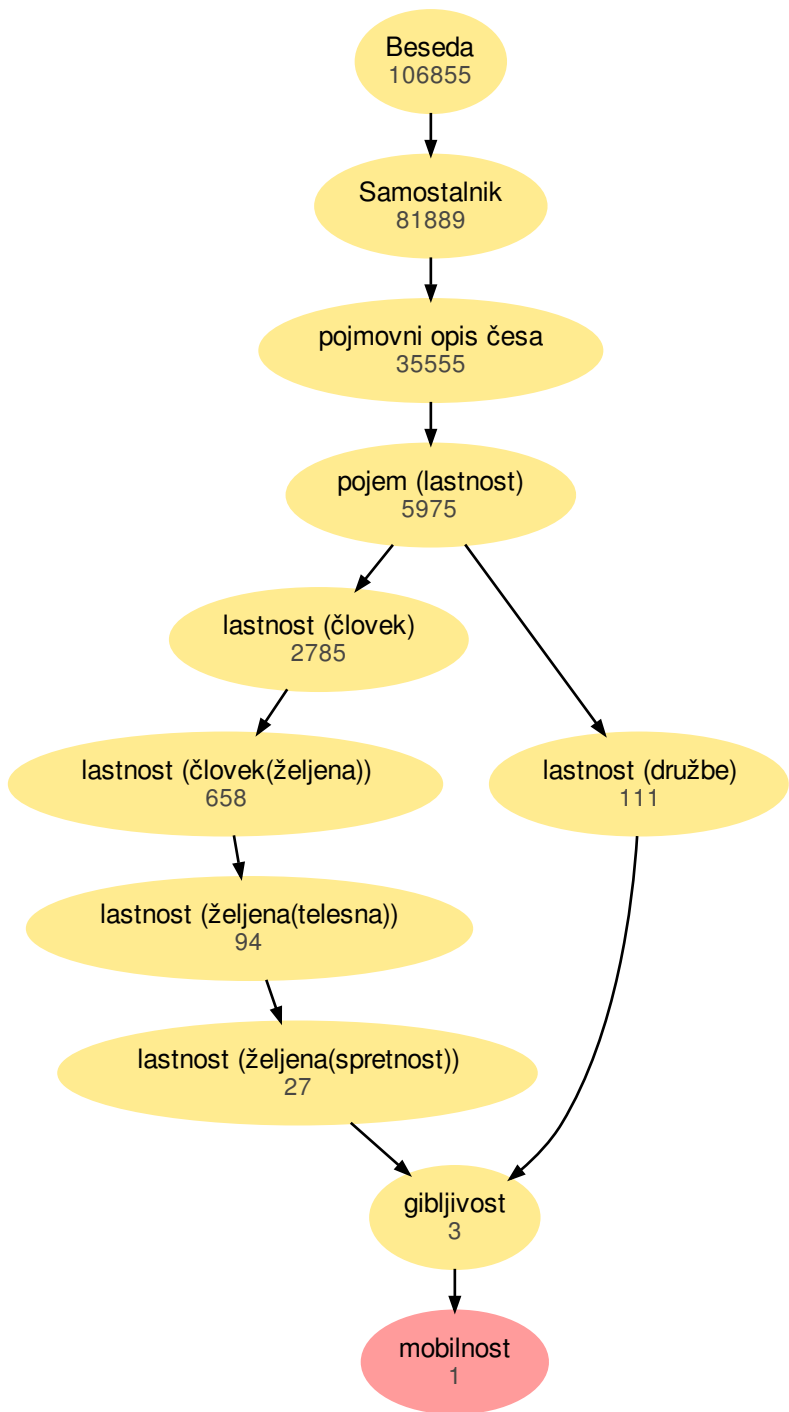 Beseda
106855
Samostalnik
81889
pojmovni opis česa
35555
pojem (lastnost)
5975
lastnost (človek)
2785
lastnost (človek(željena))
658
lastnost (družbe)
111
lastnost (željena(telesna))
94
lastnost (željena(spretnost))
27
gibljivost
3
mobilnost
1